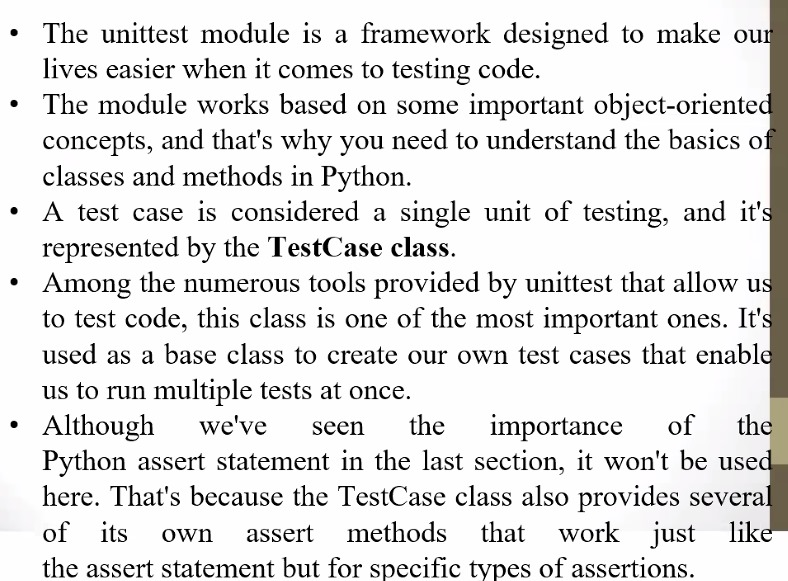 • The unittest module is a framework designed to make our
lives easier when it comes to testing code.
• The module works based on some important object-oriented
concepts, and that's why you need to understand the basics of
classes and methods in Python.
• A test case is considered a single unit of testing, and it's
represented by the TestCase class.
• Among the numerous tools provided by unittest that allow us
to test code, this class is one of the most important ones. It's
used as a base class to create our own test cases that enable
us to run multiple tests at once.
• Although we've seen the importance of the
Python assert statement in the last section, it won't be used
here. That's because the TestCase class also provides several
of its own assert methods that work just like
the assert statement but for specific types of assertions.